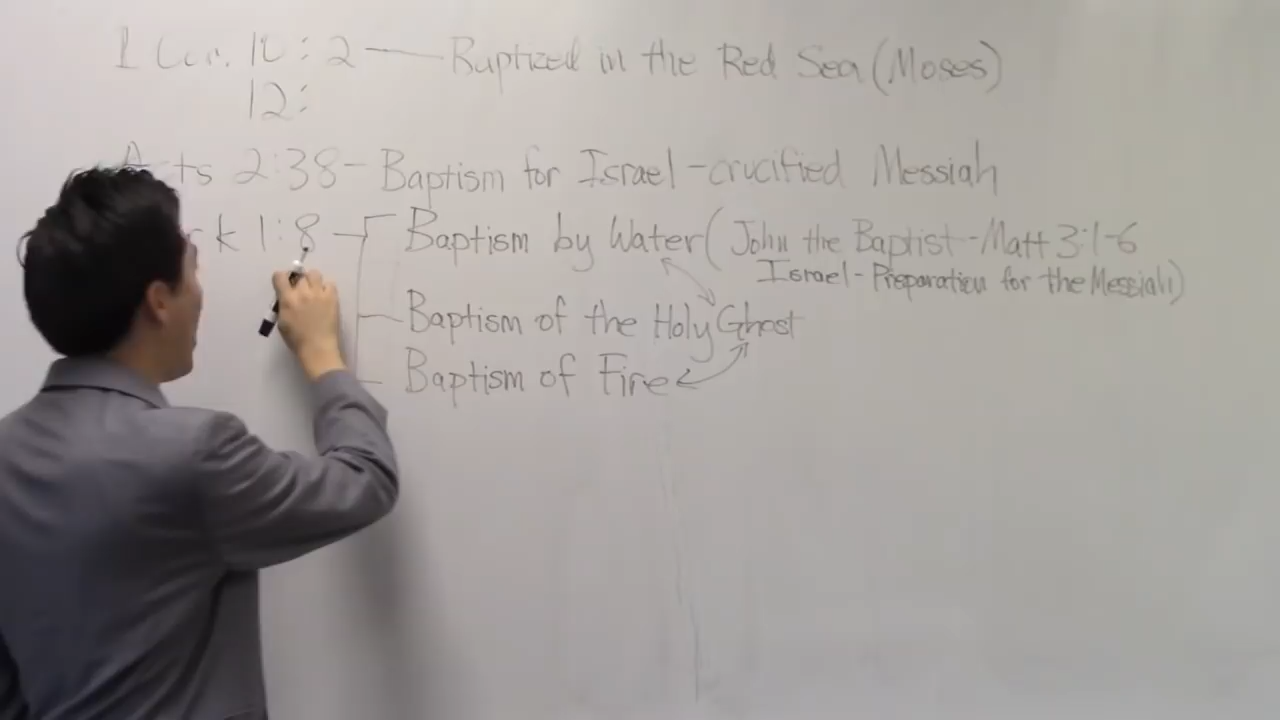 1 Cor. 10:2 — Baptized in the Red Sea (Moses)
12:
Acts 2:38 - Baptism for Israel - crucified Messiah
rk 1:8 - Baptism by Water (John the Baptist - Matt 3:1-6
Israel - Preparation for the Messiah)
Baptism of the Holy Ghost
Baptism of Fire